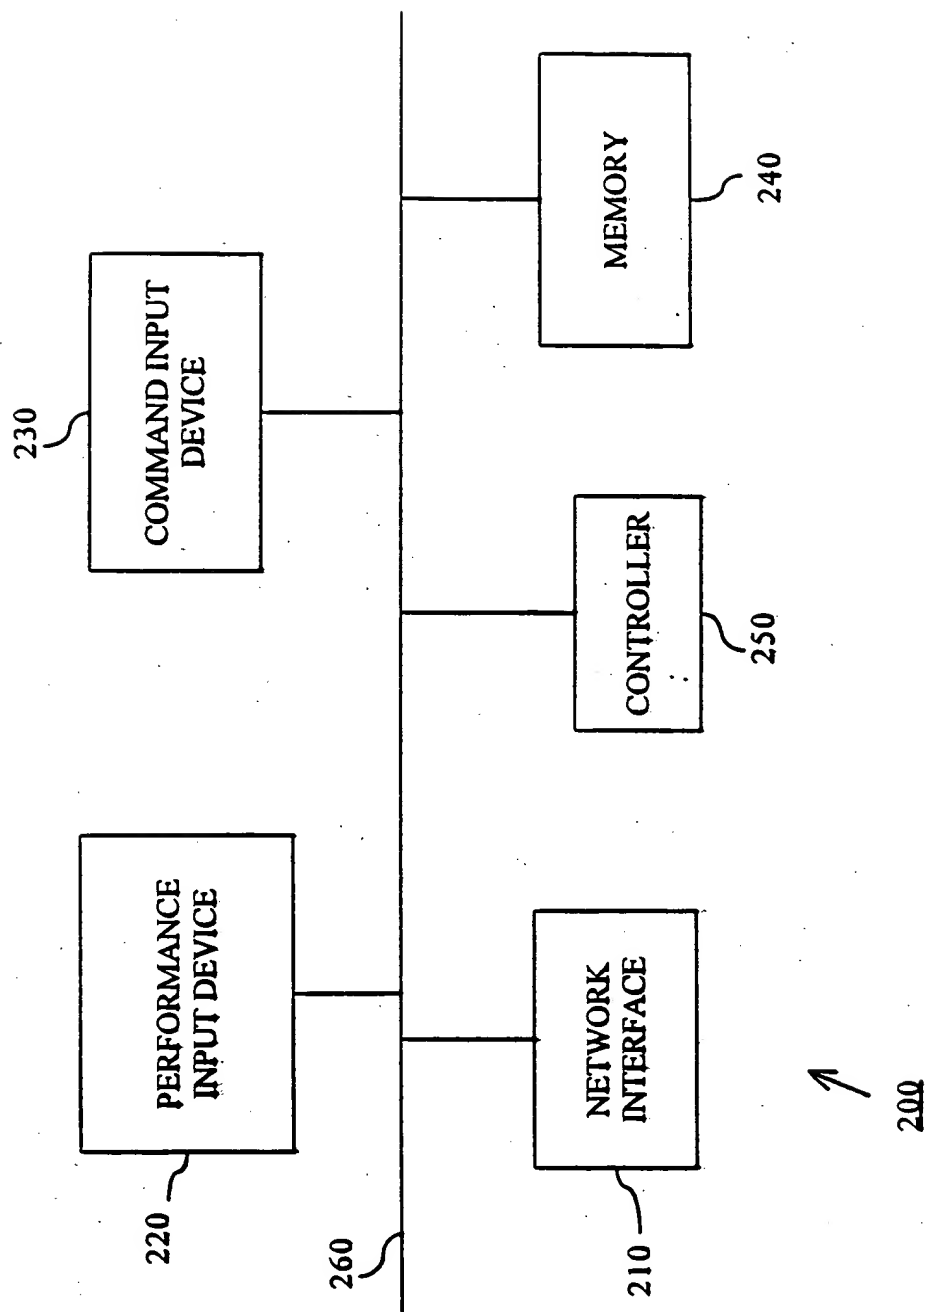 220
PERFORMANCE
INPUT DEVICE
230
COMMAND INPUT
DEVICE
260
210
NETWORK
INTERFACE
CONTROLLER
250
MEMORY
240
200